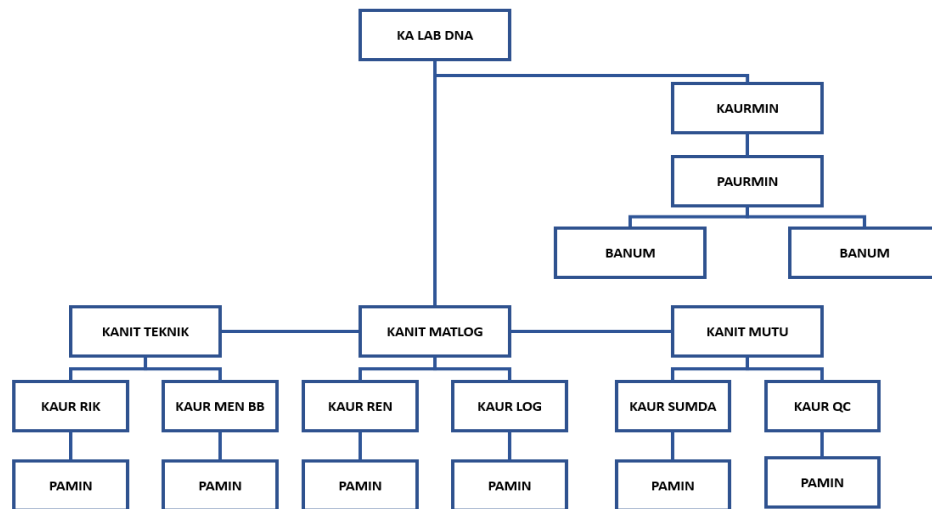 KA LAB DNA
KAURMIN
PAURMIN
BANUM
BANUM
KANIT TEKNIK
KANIT MATLOG
KANIT MUTU
KAUR RIK
KAUR MEN BB
KAUR REN
KAUR LOG
KAUR SUMDA
KAUR QC
PAMIN
PAMIN
PAMIN
PAMIN
PAMIN
PAMIN